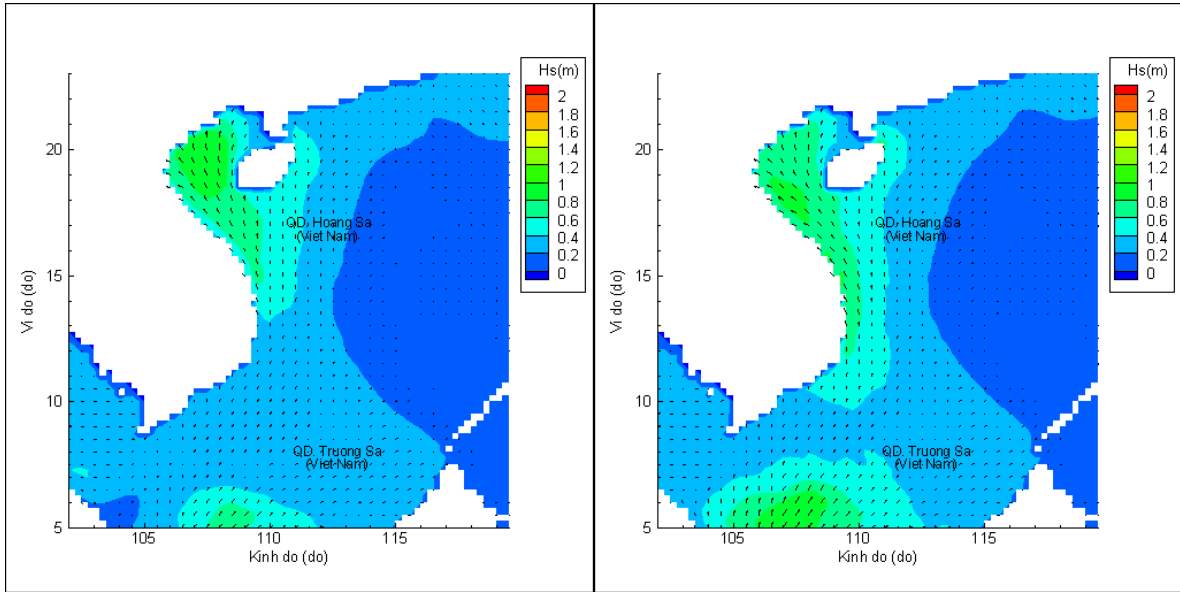 Hs(m)
2
1.8
1.6
1.4
1.2
1
0.8
0.6
0.4
0.2
0
20
15
10
5
Vi do (do)
QD. Hoang Sa
(Viet Nam)
QD. Truong Sa
(Viet Nam)
105
110
115
Kinh do (do)
Hs(m)
2
1.8
1.6
1.4
1.2
1
0.8
0.6
0.4
0.2
0
20
15
10
5
Vi do (do)
QD. Hoang Sa
(Viet Nam)
QD. Truong Sa
(Viet Nam)
105
110
115
Kinh do (do)